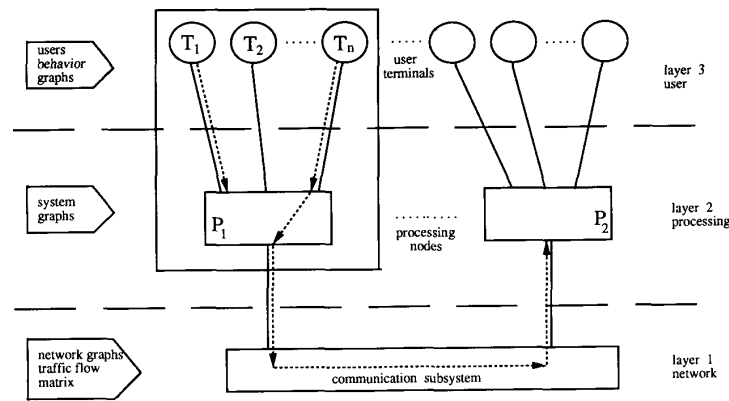 users
behavior
graphs
T1
T2
Tn
user
terminals
layer 3
user
system
graphs
P1
processing
nodes
P2
layer 2
processing
network graphs
traffic flow
matrix
communication subsystem
layer 1
network